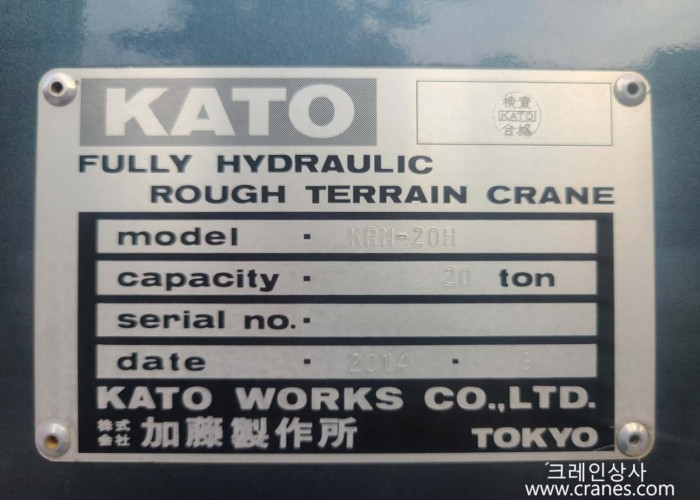 KATO
検査
KATO
合格
FULLY HYDRAULIC
ROUGH TERRAIN CRANE
model ・ KRM-20H
capacity・ 20 ton
serial no.・
date ・ 2014 ・ 9
KATO WORKS CO.,LTD.
株式会社 加藤製作所 TOKYO
크레인상사
www.cranes.com